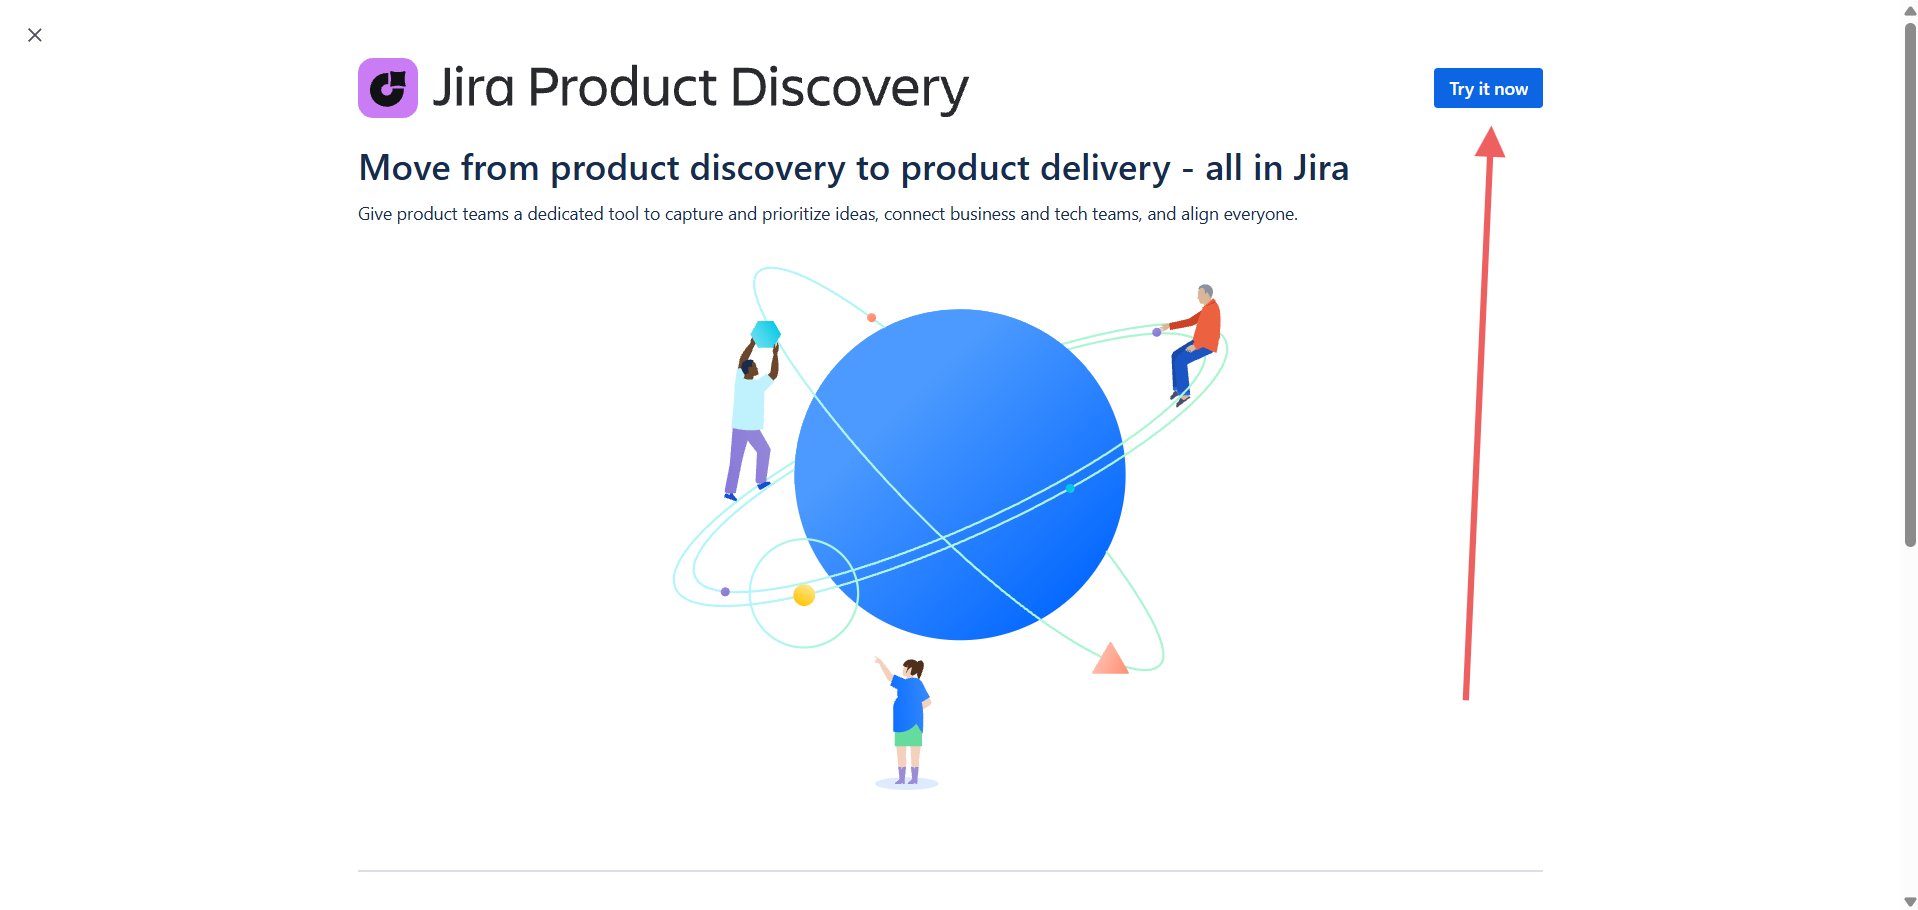 Jira Product Discovery
Try it now
Move from product discovery to product delivery - all in Jira
Give product teams a dedicated tool to capture and prioritize ideas, connect business and tech teams, and align everyone.